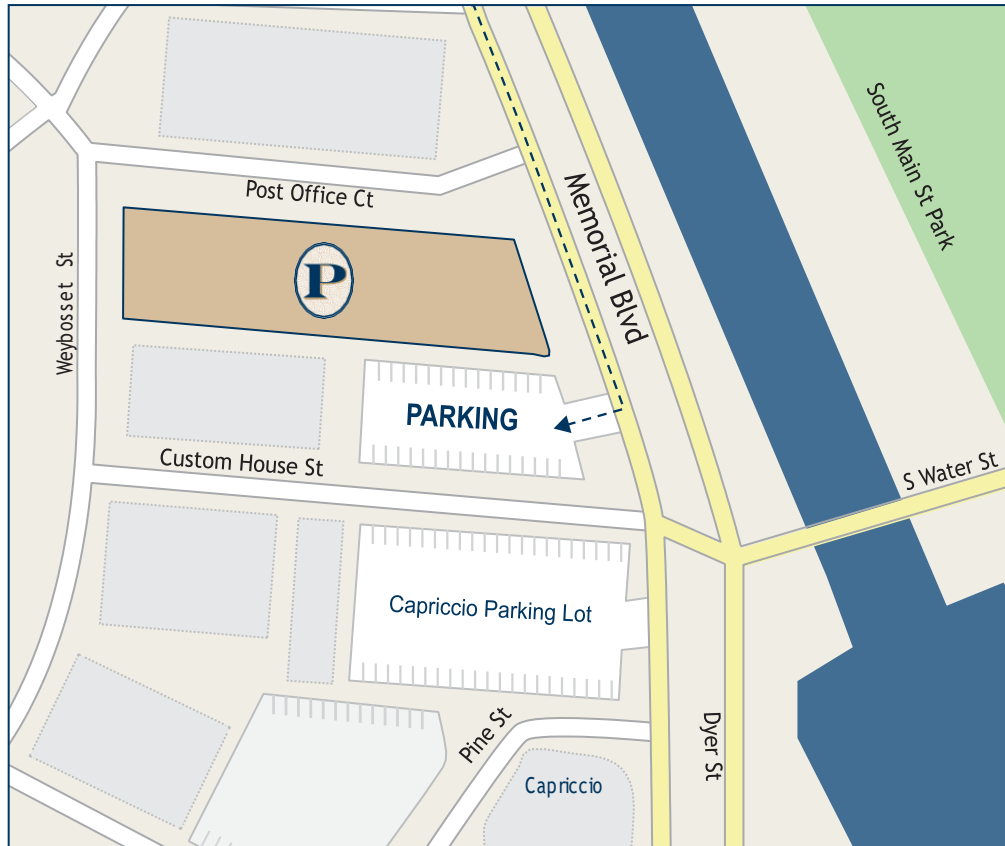 South Main St Park
Post Office Ct
Memorial Blvd
Weybosset St
P
PARKING
Custom House St
S Water St
Capriccio Parking Lot
Pine St
Dyer St
Capriccio